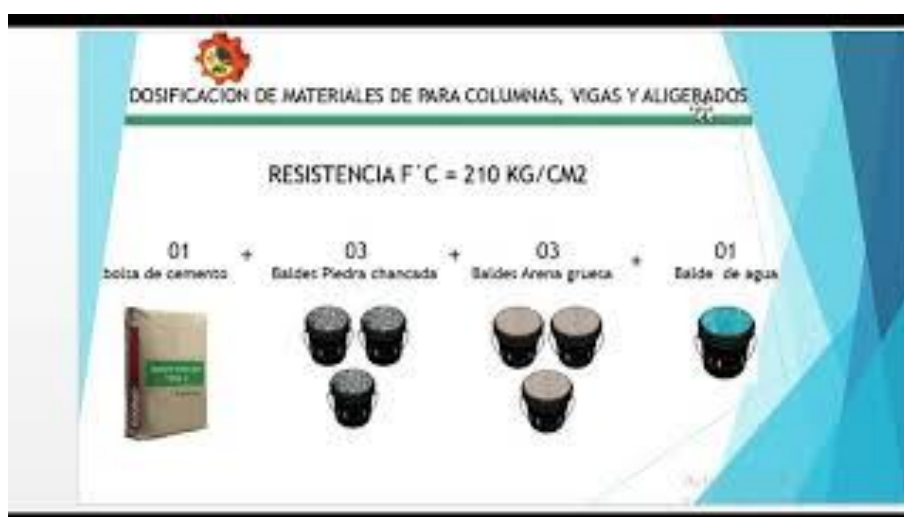 DOSIFICACION DE MATERIALES DE PARA COLUMNAS, VIGAS Y ALIGERADOS
RESISTENCIA F´C = 210 KG/CM2
01 + 03 + 03 + 01
bolsa de cemento Baldes Piedra chancada Baldes Arena gruesa Balde de agua